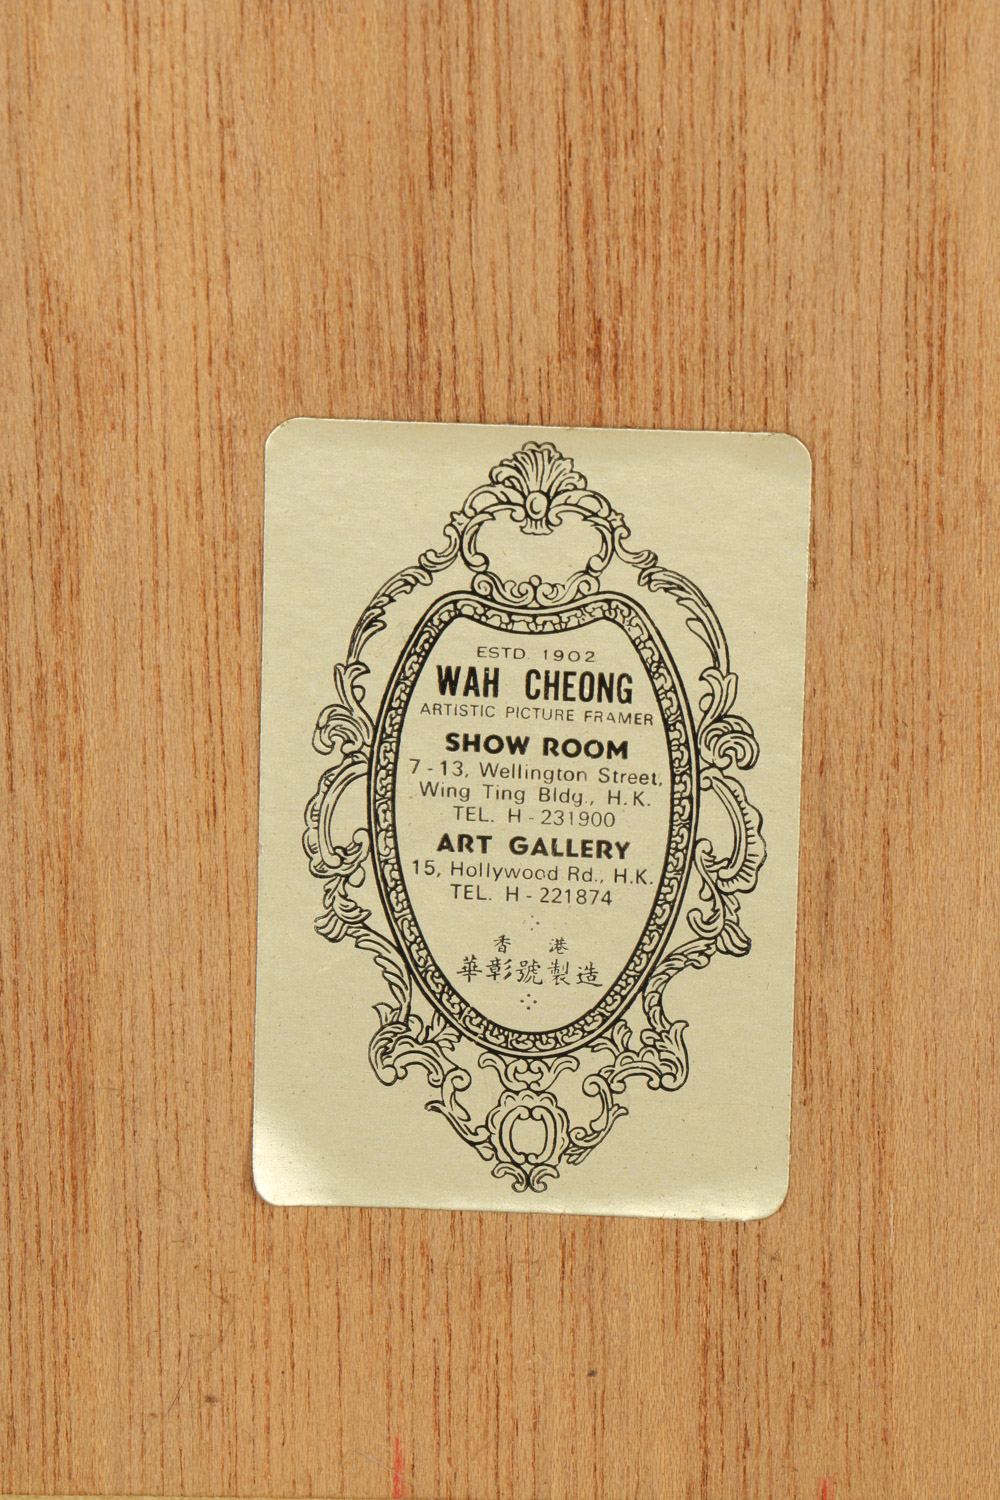 ESTD. 1902
WAH CHEONG
ARTISTIC PICTURE FRAMER
SHOW ROOM
7-13, Wellington Street,
Wing Ting Bldg., H.K.
TEL. H-231900
ART GALLERY
15, Hollywood Rd., H.K.
TEL. H-221874
香港
華彰號製造